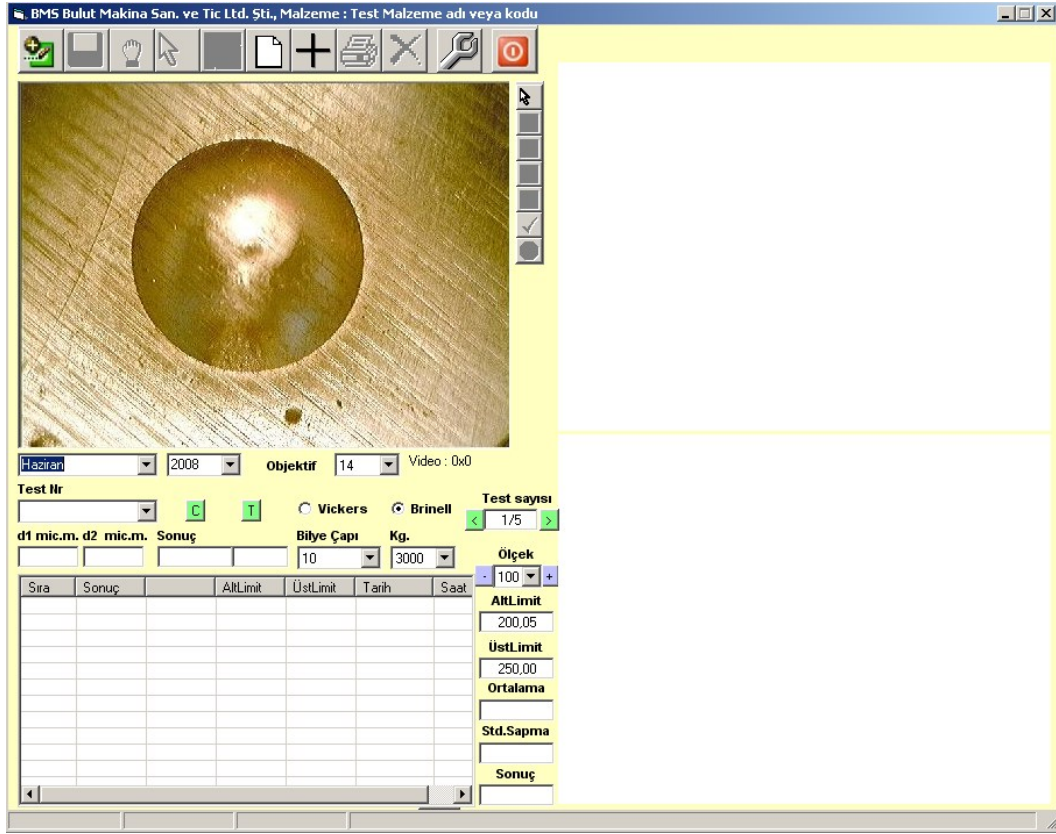 BMS Bulut Makina San. ve Tic Ltd. Şti., Malzeme : Test Malzeme adı veya kodu
Haziran 2008 Objektif 14 Video : 0x0
Test Nr
C T Vickers Brinell
Test sayısı
< 1/5 >
d1 mic.m. d2 mic.m. Sonuç Bilye Çapı Kg.
10 3000
Ölçek
- 100 +
Sıra Sonuç AltLimit ÜstLimit Tarih Saat
AltLimit
200,05
ÜstLimit
250,00
Ortalama
Std.Sapma
Sonuç